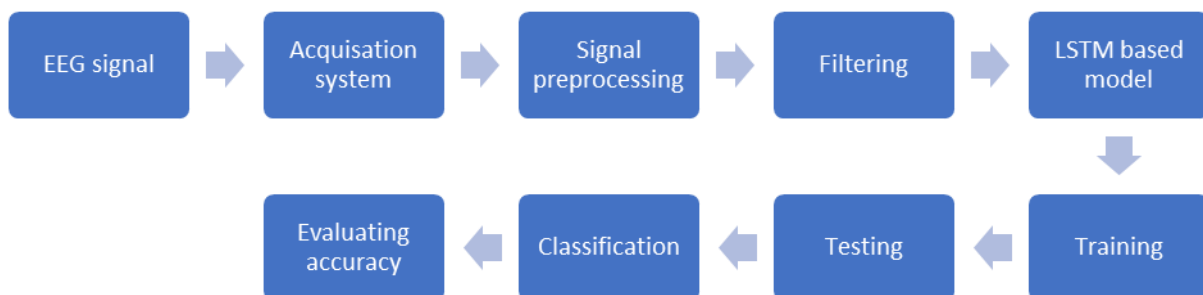 EEG signal
Acquisation
system
Signal
preprocessing
Filtering
LSTM based
model
Training
Testing
Classification
Evaluating
accuracy